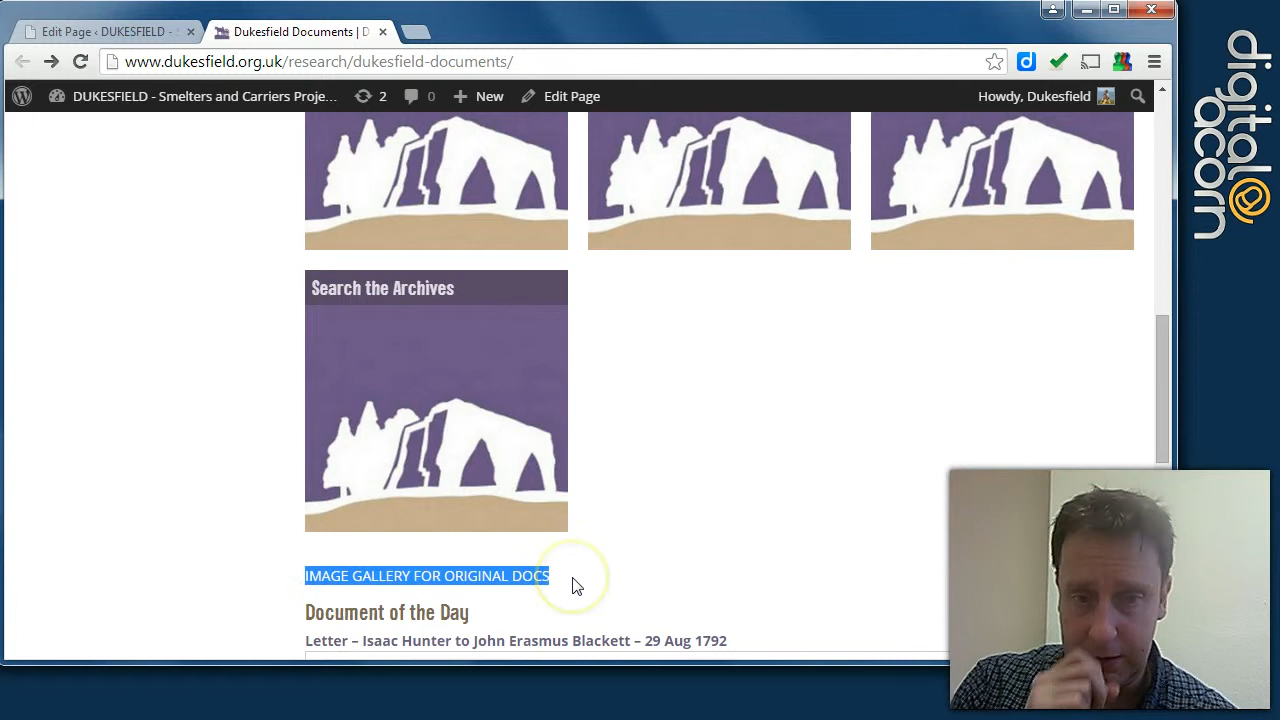 Edit Page ‹ DUKESFIELD -
Dukesfield Documents | D
www.dukesfield.org.uk/research/dukesfield-documents/
DUKESFIELD - Smelters and Carriers Proje...
2
0
New
Edit Page
Howdy, Dukesfield
digital@acorn
Search the Archives
IMAGE GALLERY FOR ORIGINAL DOCS
Document of the Day
Letter – Isaac Hunter to John Erasmus Blackett – 29 Aug 1792